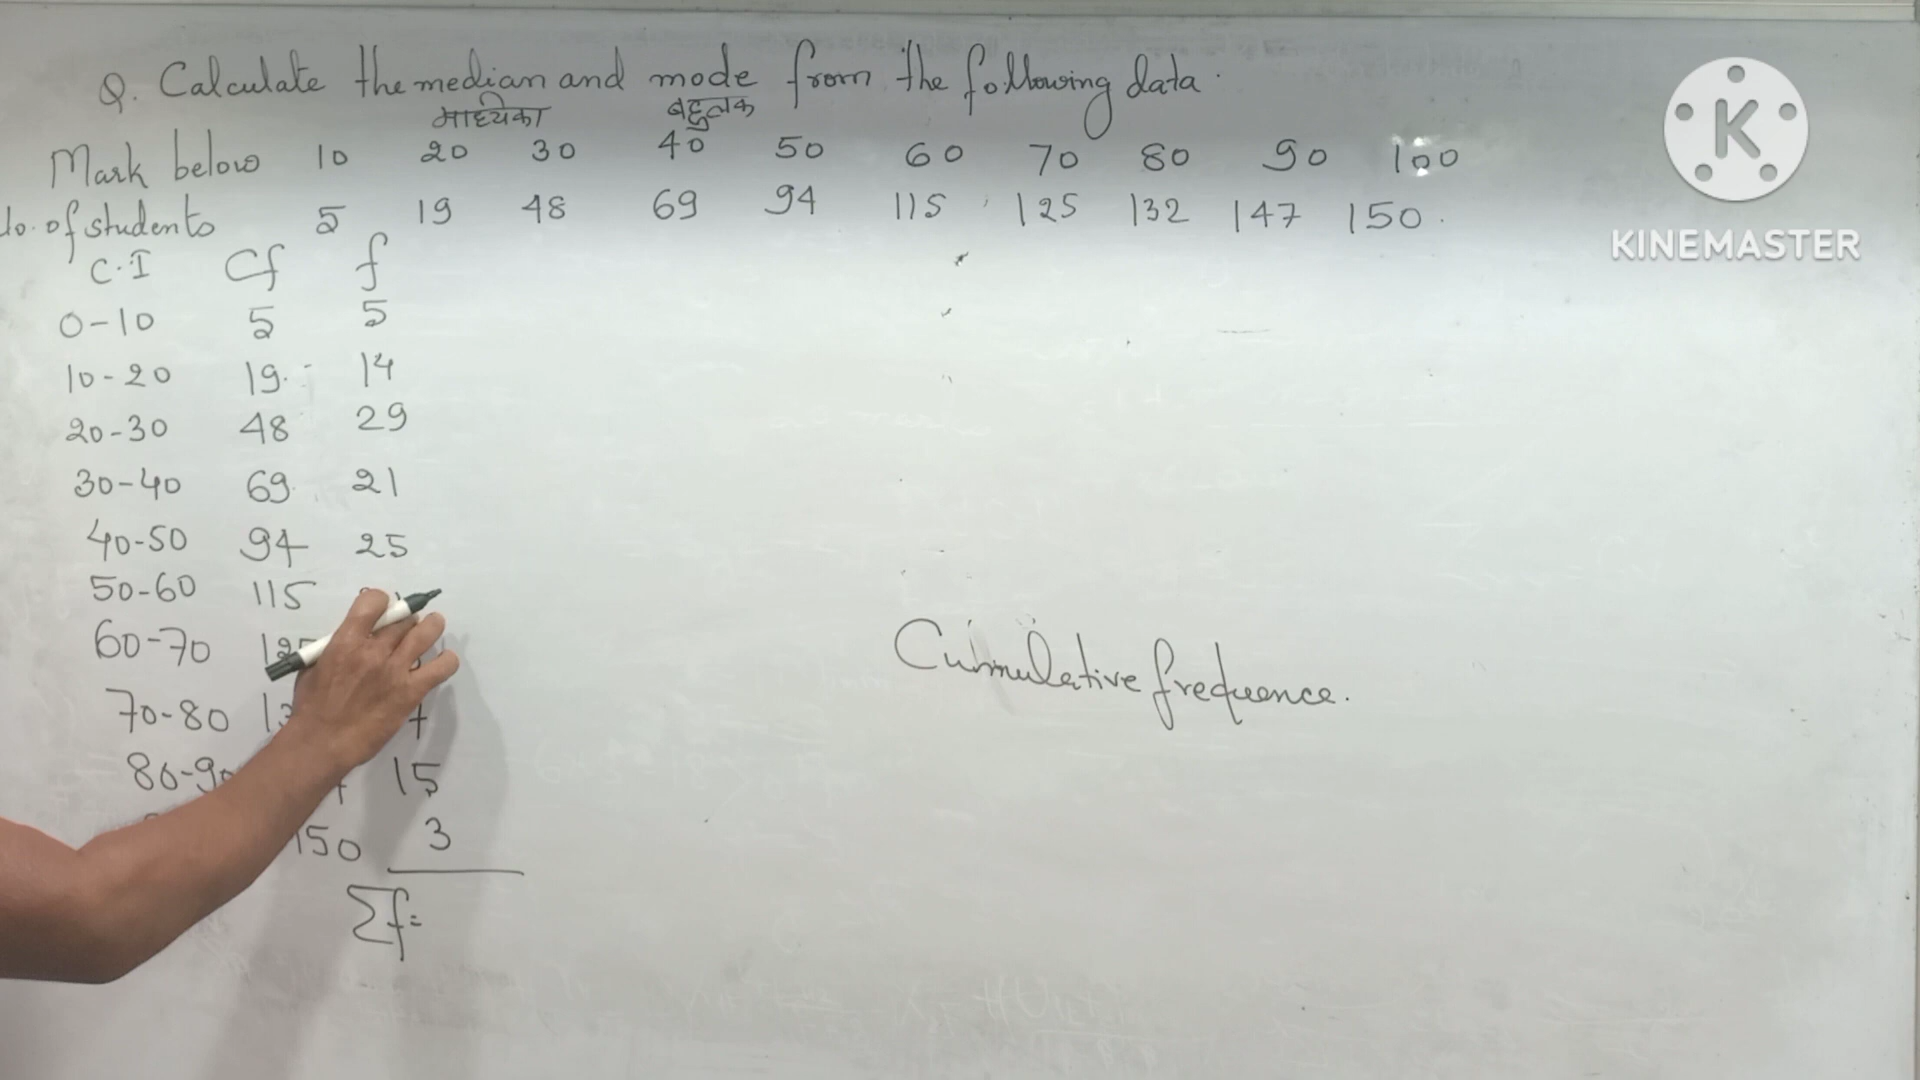 Q. Calculate the median and mode from the following data.
माध्यिका बहुलक
Mark below 10 20 30 40 50 60 70 80 90 100
No. of students 5 19 48 69 94 115 125 132 147 150.
C.I Cf f
0-10 5 5
10-20 19 14
20-30 48 29
30-40 69 21
40-50 94 25
50-60 115
60-70
70-80
80-90 15
150 3
Σf=
Cummulative frequence.
K
KINEMASTER